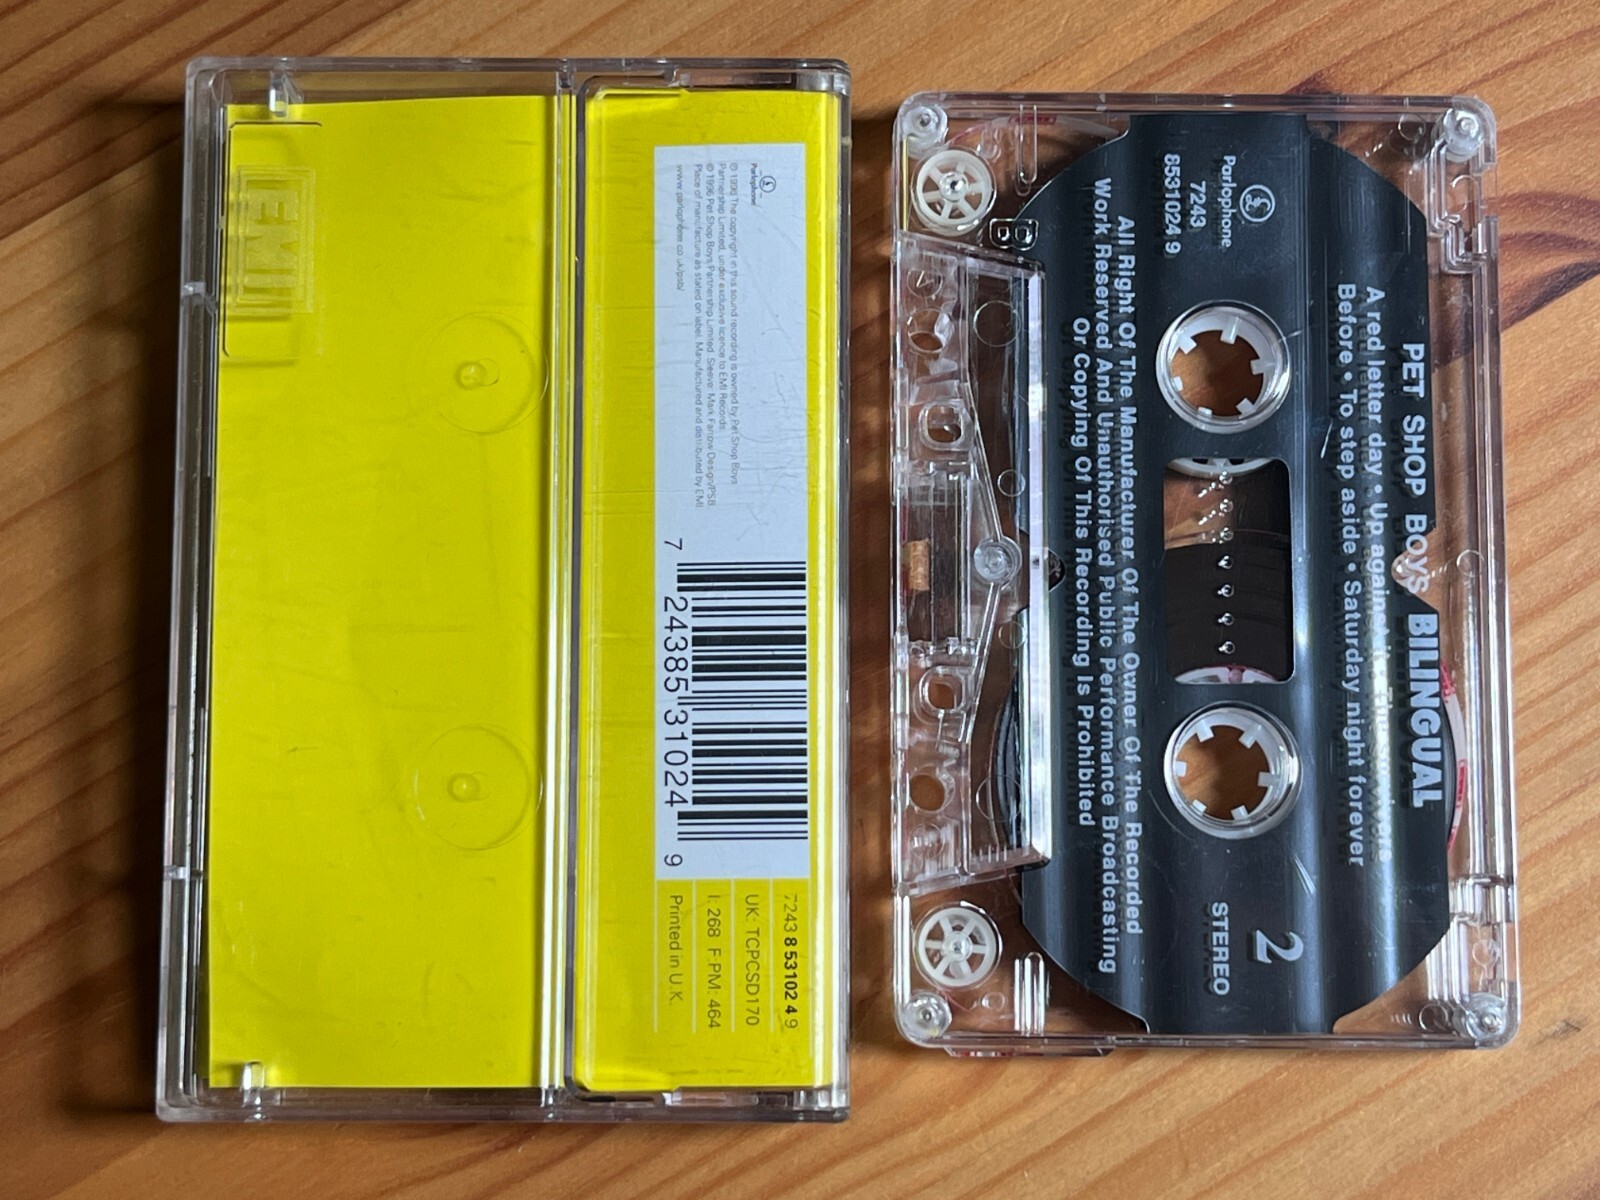 EMI
Parlophone
℗ 1996 The copyright in this sound recording is owned by Pet Shop Boys
Partnership Limited, under exclusive licence to EMI Records
© 1996 Pet Shop Boys Partnership Limited. Sleeve: Mark Farrow Design/PSB.
Place of manufacture as stated on label. Manufactured and distributed by EMI.
www.parlophone.co.uk/psb/
7 24385 31024 9
7243 8 53102 4 9
UK: TCPCSD170
I: 268 F: PM: 464
Printed in U.K.
PET SHOP BOYS BILINGUAL
A red letter day • Up against it • The survivors
Before • To step aside • Saturday night forever
Parlophone
7243
8531024 9
2
STEREO
All Right Of The Manufacturer Of The Owner Of The Recorded
Work Reserved And Unauthorised Public Performance Broadcasting
Or Copying Of This Recording Is Prohibited
B